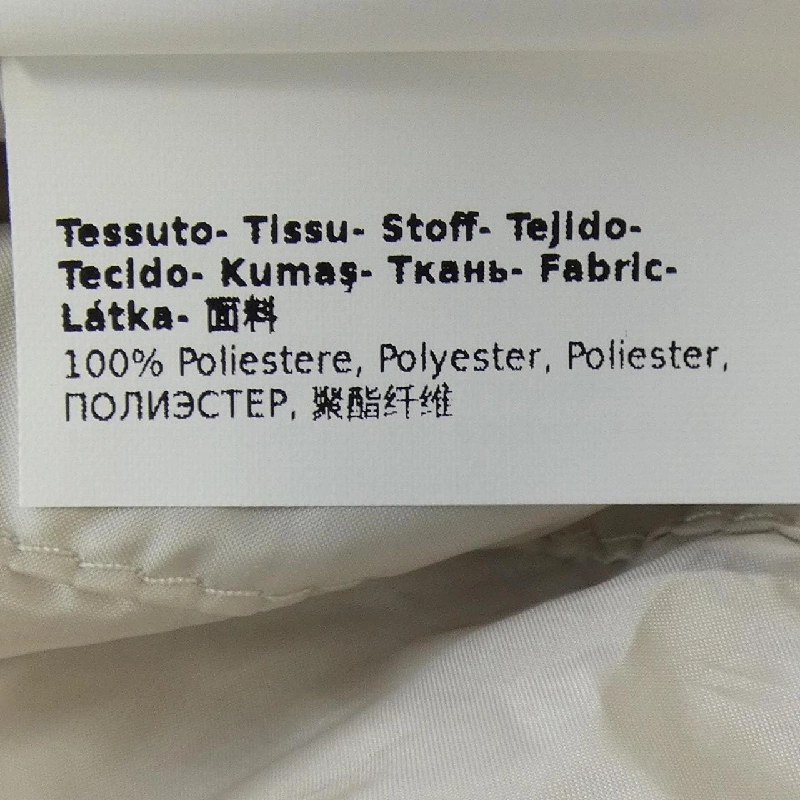 Tessuto- Tissu- Stoff- Tejido-
Tecido- Kumaş- Ткань- Fabric-
Látka- 面料
100% Poliestere, Polyester, Poliester,
ПОЛИЭСТЕР, 聚酯纤维